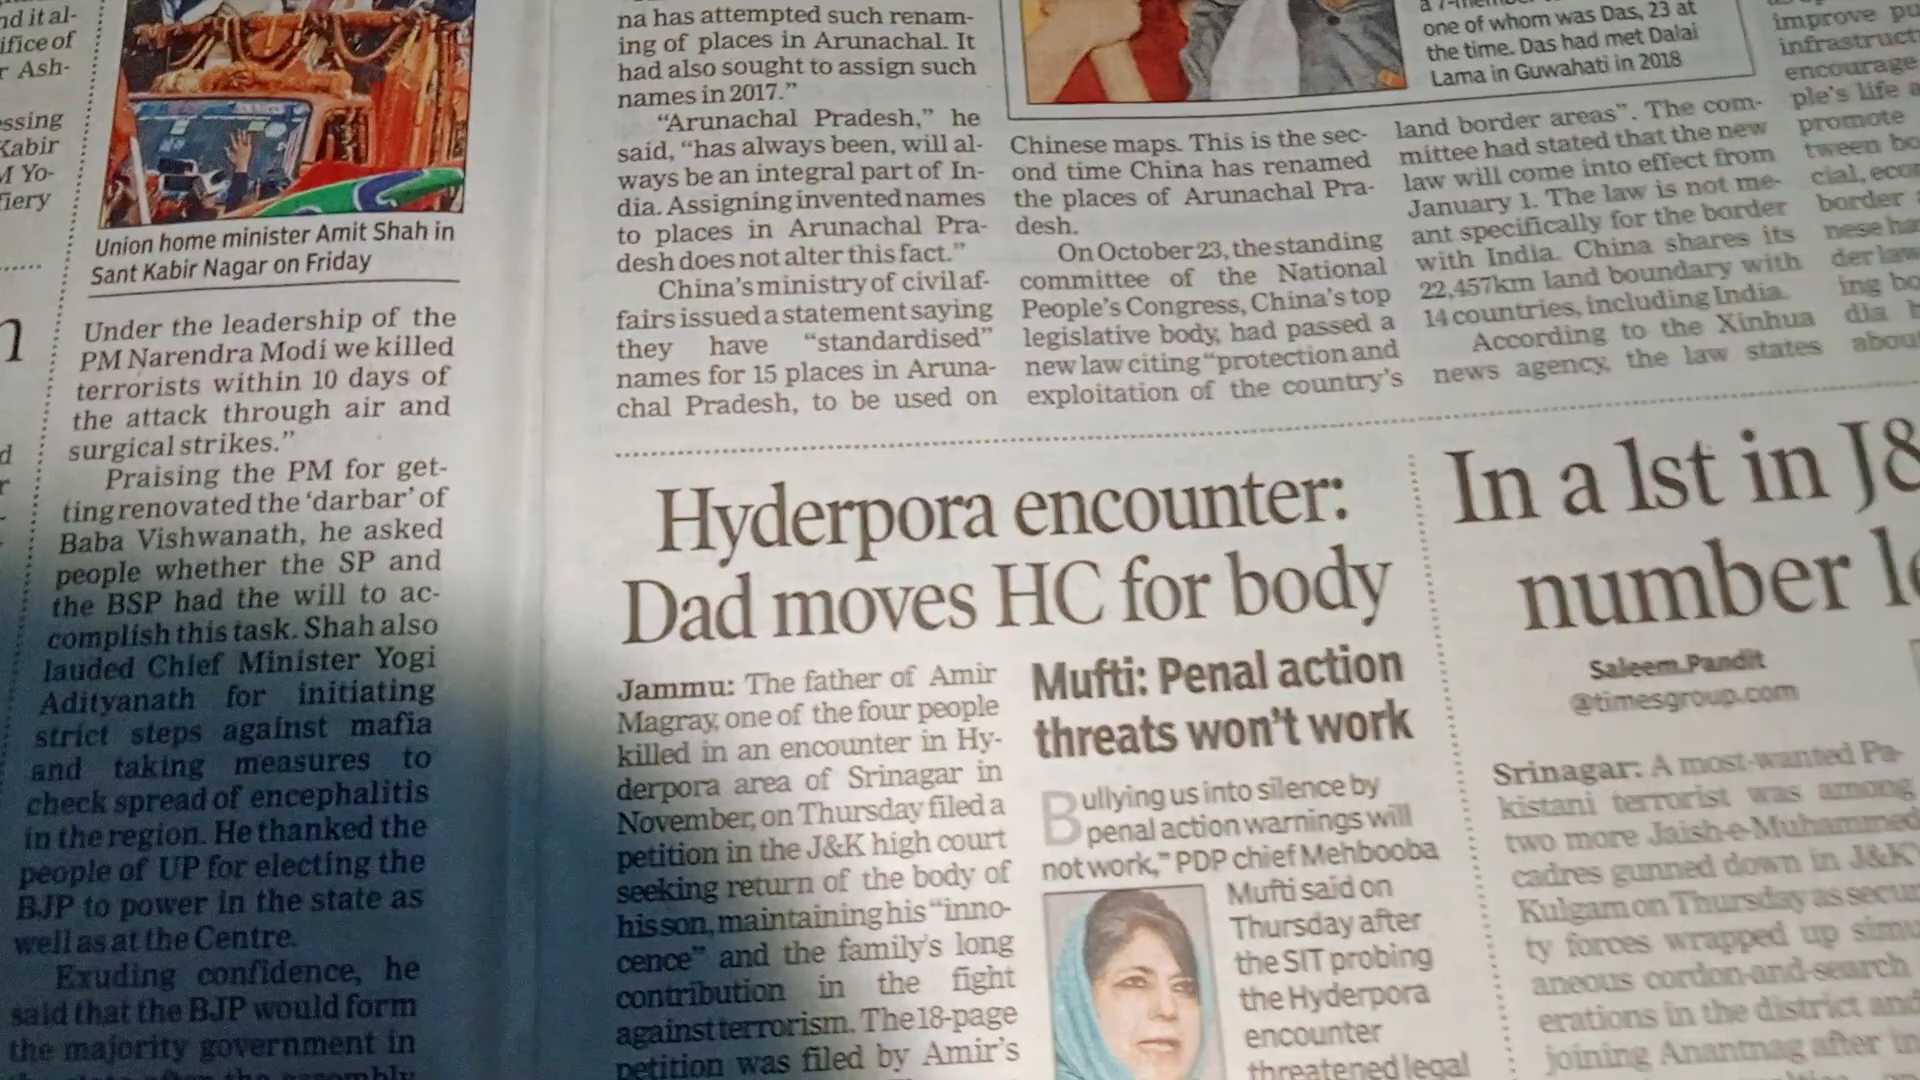 nd it al-
ifice of
r Ash-
essing
Kabir
M Yo-
fiery
Union home minister Amit Shah in
Sant Kabir Nagar on Friday
Under the leadership of the
PM Narendra Modi we killed
terrorists within 10 days of
the attack through air and
surgical strikes.”
Praising the PM for get-
ting renovated the ‘darbar’ of
Baba Vishwanath, he asked
people whether the SP and
the BSP had the will to ac-
complish this task. Shah also
lauded Chief Minister Yogi
Adityanath for initiating
strict steps against mafia
and taking measures to
check spread of encephalitis
in the region. He thanked the
people of UP for electing the
BJP to power in the state as
well as at the Centre.
Exuding confidence, he
said that the BJP would form
the majority government in
na has attempted such renam-
ing of places in Arunachal. It
had also sought to assign such
names in 2017.”
“Arunachal Pradesh,” he
said, “has always been, will al-
ways be an integral part of In-
dia. Assigning invented names
to places in Arunachal Pra-
desh does not alter this fact.”
China’s ministry of civil af-
fairs issued a statement saying
they have “standardised”
names for 15 places in Aruna-
chal Pradesh, to be used on
one of whom was Das, 23 at
the time. Das had met Dalai
Lama in Guwahati in 2018
Chinese maps. This is the sec-
ond time China has renamed
the places of Arunachal Pra-
desh.
On October 23, the standing
committee of the National
People’s Congress, China’s top
legislative body, had passed a
new law citing “protection and
exploitation of the country’s
land border areas”. The com-
mittee had stated that the new
law will come into effect from
January 1. The law is not me-
ant specifically for the border
with India. China shares its
22,457km land boundary with
14 countries, including India.
According to the Xinhua
news agency, the law states
improve pu
infrastruct
encourage
ple’s life a
promote
tween bo
cial, econ
border a
nese ha
der law
ing bo
dia h
abou
Hyderpora encounter:
Dad moves HC for body
Jammu: The father of Amir
Magray, one of the four people
killed in an encounter in Hy-
derpora area of Srinagar in
November, on Thursday filed a
petition in the J&K high court
seeking return of the body of
his son, maintaining his “inno-
cence” and the family’s long
contribution in the fight
against terrorism. The 18-page
petition was filed by Amir’s
Mufti: Penal action
threats won’t work
Bullying us into silence by
penal action warnings will
not work,” PDP chief Mehbooba
Mufti said on
Thursday after
the SIT probing
the Hyderpora
encounter
threatened legal
In a 1st in J&
number le
Saleem.Pandit
@timesgroup.com
Srinagar: A most-wanted Pa-
kistani terrorist was among
two more Jaish-e-Muhammed
cadres gunned down in J&K’
Kulgam on Thursday as secur
ty forces wrapped up simu
aneous cordon-and-search
erations in the district and
joining Anantnag after in